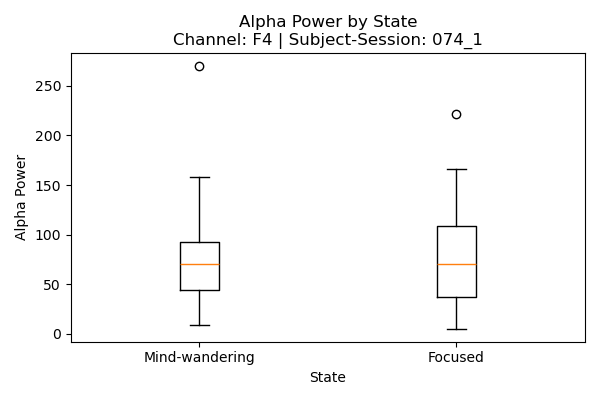 Alpha Power by State
Channel: F4 | Subject-Session: 074_1
250
200
150
100
50
0
Alpha Power
Mind-wandering
Focused
State